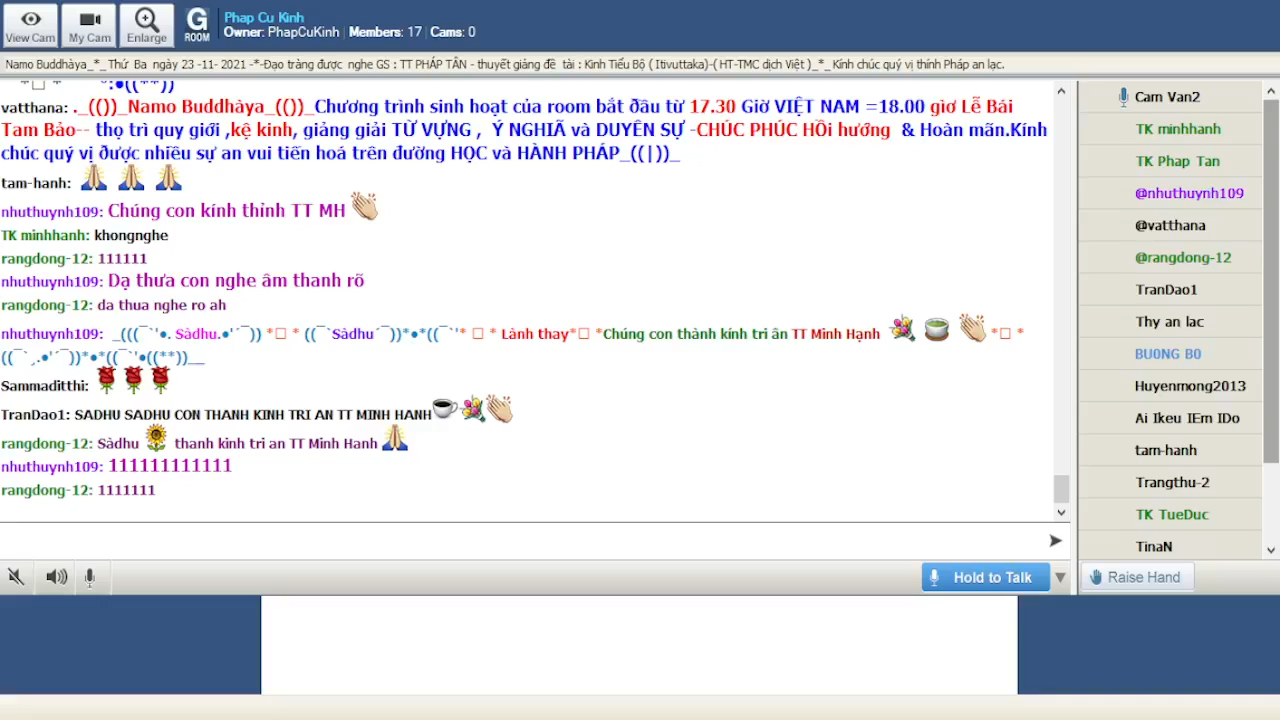 View Cam
My Cam
Enlarge
G
ROOM
Phap Cu Kinh
Owner: PhapCuKinh | Members: 17 | Cams: 0
Namo Buddhàya_*_Thứ Ba ngày 23 -11- 2021 -*-Đạo tràng được nghe GS : TT PHÁP TÂN - thuyết giảng đề tài : Kinh Tiểu Bộ ( Itivuttaka)-( HT-TMC dịch Việt )_*_Kính chúc quý vị thính Pháp an lạc.
vatthana: ._(())_Namo Buddhàya_(())_Chương trình sinh hoạt của room bắt đầu từ 17.30 Giờ VIỆT NAM =18.00 giơ Lễ Bái
Tam Bảo-- thọ trì quy giới ,kệ kinh, giảng giải TỪ VỰNG , Ý NGHIÃ và DUYÊN SỰ -CHÚC PHÚC HỒi hướng & Hoàn mãn.Kính
chúc quý vị được nhiều sự an vui tiến hoá trên đường HỌC và HÀNH PHÁP_((|))_
tam-hanh:
nhuthuynh109: Chúng con kính thỉnh TT MH
TK minhhanh: khongnghe
rangdong-12: 111111
nhuthuynh109: Dạ thưa con nghe âm thanh rõ
rangdong-12: da thua nghe ro ah
nhuthuynh109: _(((¯`'•. Sàdhu.•'´¯)) *□ * ((¯`Sàdhu´¯))*•*((¯`'* □ * Lành thay*□ *Chúng con thành kính tri ân TT Minh Hạnh *□ *
((¯`ˏ.•'´¯))*•*((¯`'•((**))__
Sammaditthi:
TranDao1: SADHU SADHU CON THANH KINH TRI AN TT MINH HANH
rangdong-12: Sàdhu thanh kinh tri an TT Minh Hanh
nhuthuynh109: 111111111111
rangdong-12: 1111111
Hold to Talk
Cam Van2
TK minhhanh
TK Phap Tan
@nhuthuynh109
@vatthana
@rangdong-12
TranDao1
Thy an lac
BU0NG B0
Huyenmong2013
Ai Ikeu IEm IDo
tam-hanh
Trangthu-2
TK TueDuc
TinaN
Raise Hand